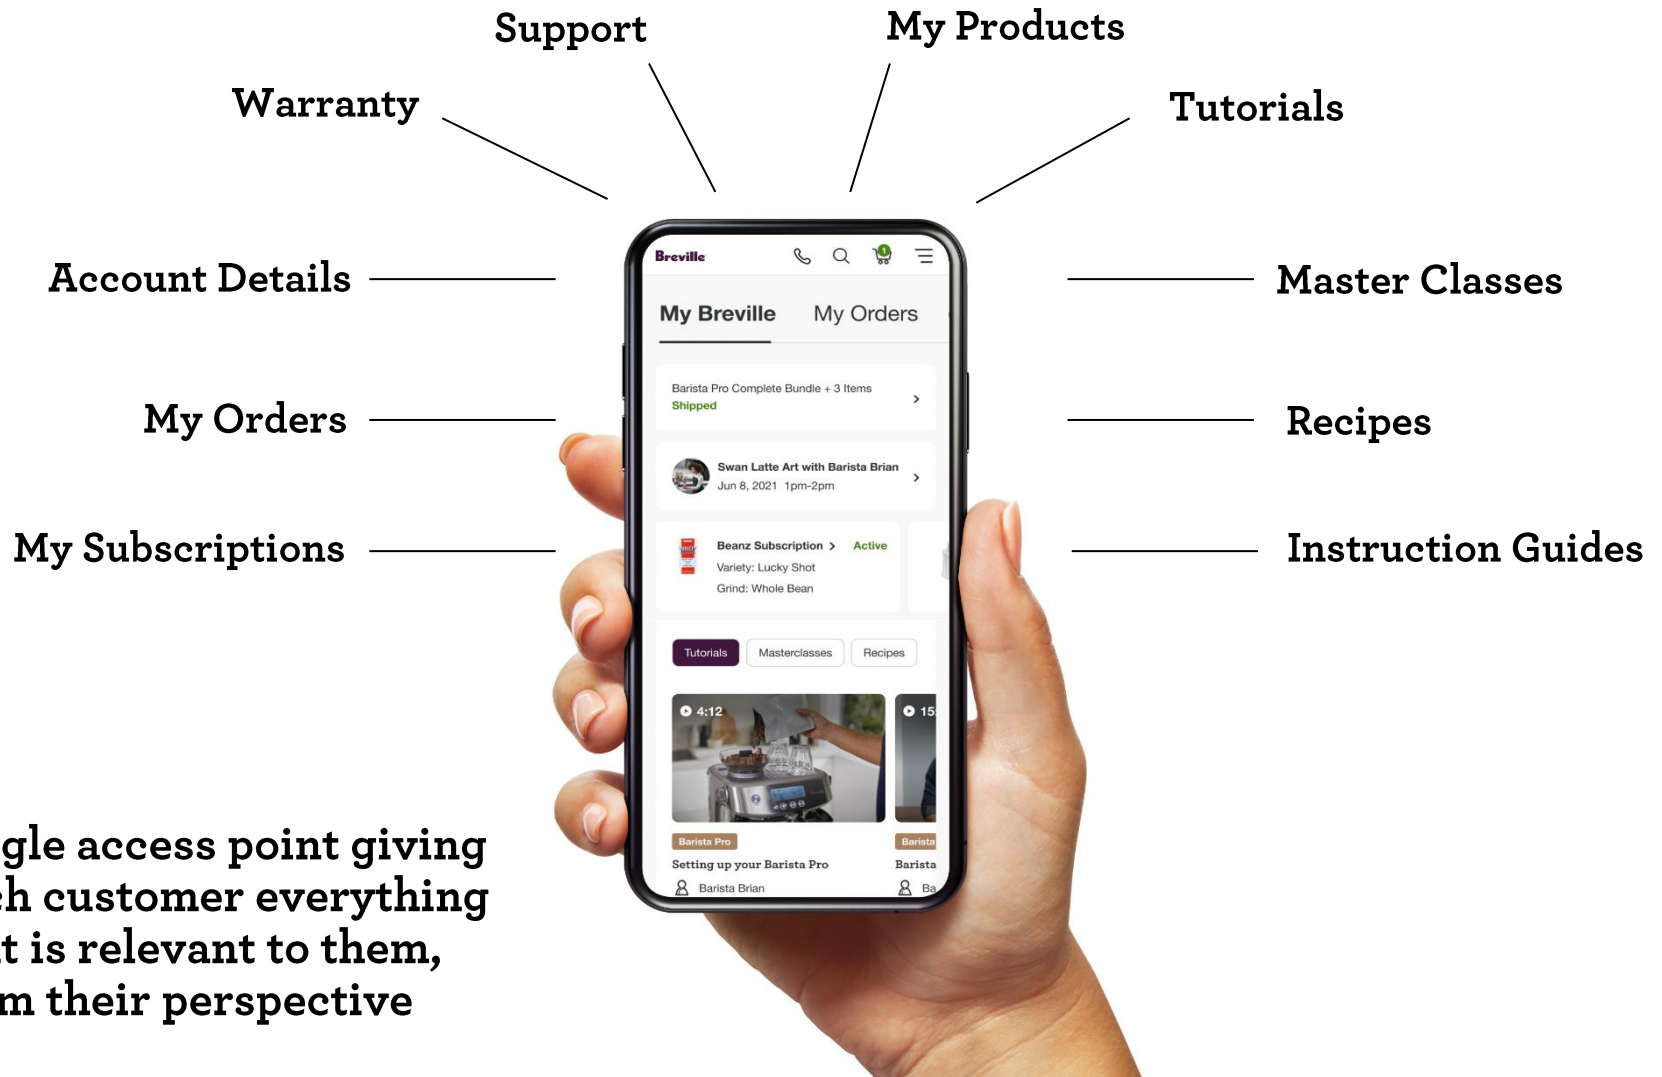 Support
My Products
Warranty
Tutorials
Account Details
Master Classes
My Orders
Recipes
My Subscriptions
Instruction Guides
Breville
1
My Breville
My Orders
Barista Pro Complete Bundle + 3 Items
Shipped
Swan Latte Art with Barista Brian
Jun 8, 2021 1pm-2pm
Beanz Subscription
Active
Variety: Lucky Shot
Grind: Whole Bean
Tutorials
Masterclasses
Recipes
4:12
15
Barista Pro
Barista
Setting up your Barista Pro
Barista
Barista Brian
Ba
gle access point giving
ch customer everything
t is relevant to them,
m their perspective